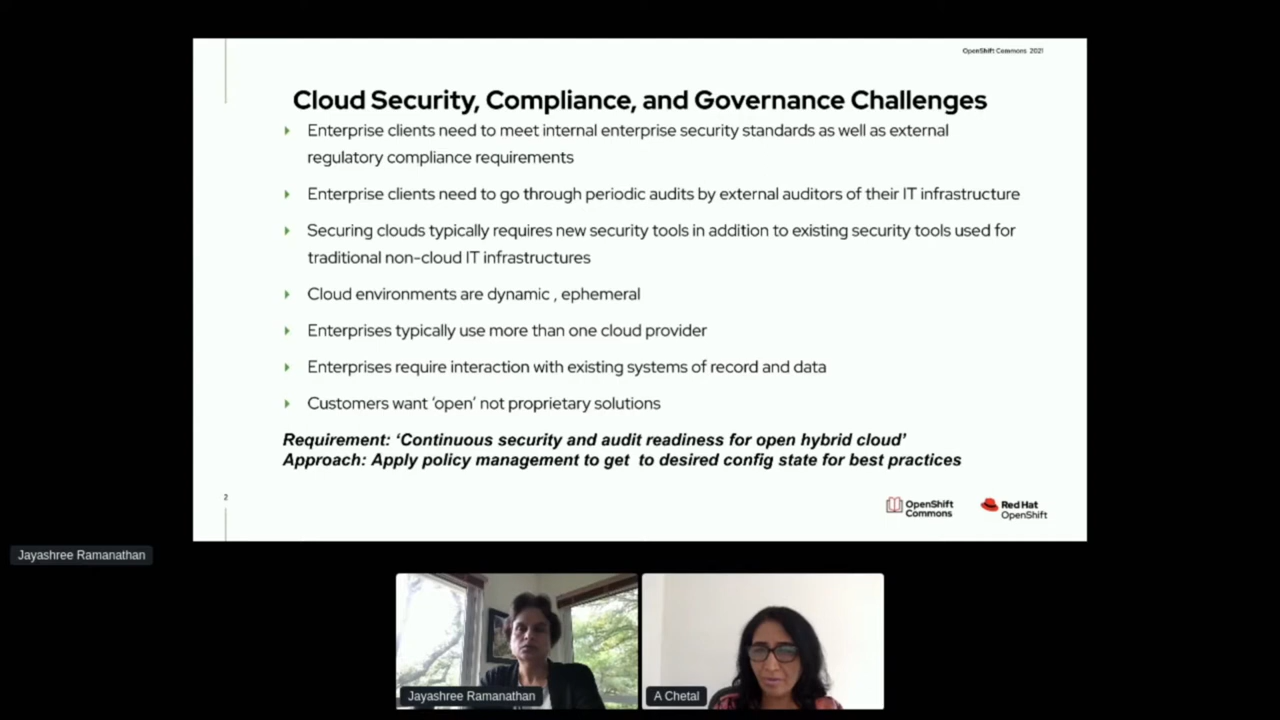 OpenShift Commons 2021
Cloud Security, Compliance, and Governance Challenges
Enterprise clients need to meet internal enterprise security standards as well as external
regulatory compliance requirements
Enterprise clients need to go through periodic audits by external auditors of their IT infrastructure
Securing clouds typically requires new security tools in addition to existing security tools used for
traditional non-cloud IT infrastructures
Cloud environments are dynamic , ephemeral
Enterprises typically use more than one cloud provider
Enterprises require interaction with existing systems of record and data
Customers want ‘open’ not proprietary solutions
Requirement: ‘Continuous security and audit readiness for open hybrid cloud’
Approach: Apply policy management to get  to desired config state for best practices
2
OpenShift
Commons
Red Hat
OpenShift
Jayashree Ramanathan
Jayashree Ramanathan
A Chetal